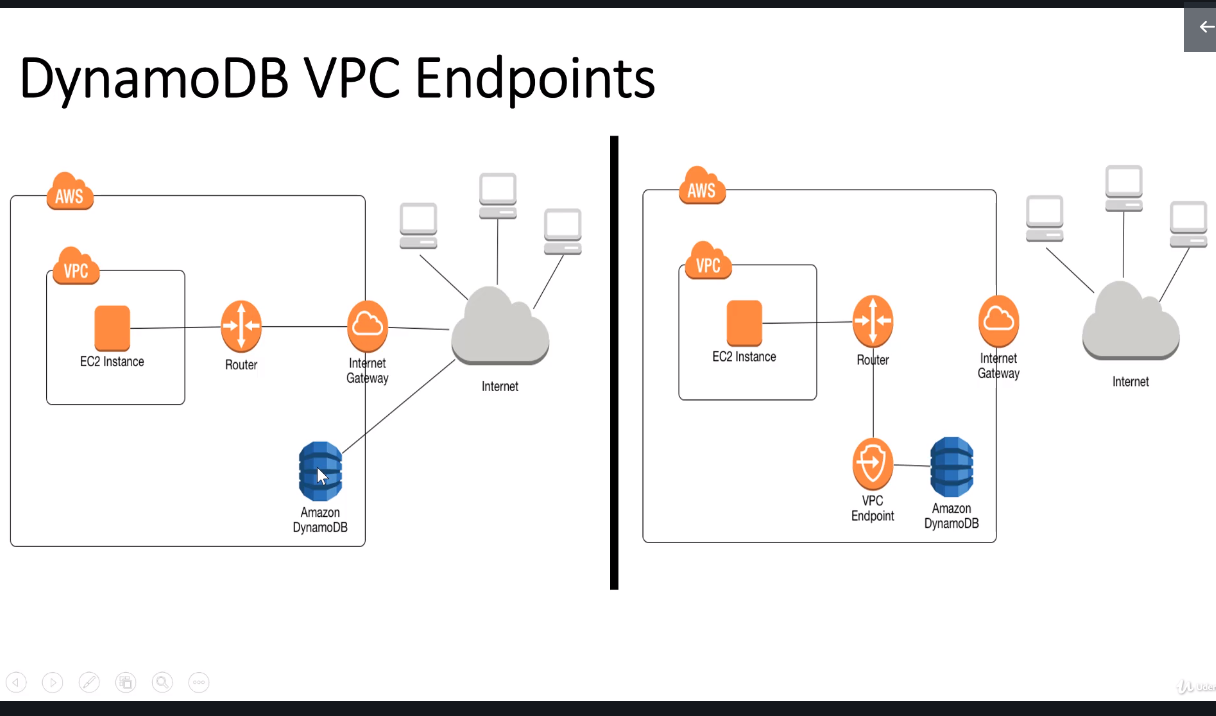 DynamoDB VPC Endpoints
AWS
VPC
EC2 Instance
Router
Internet
Gateway
Internet
Amazon
DynamoDB
AWS
VPC
EC2 Instance
Router
Internet
Gateway
Internet
VPC
Endpoint
Amazon
DynamoDB